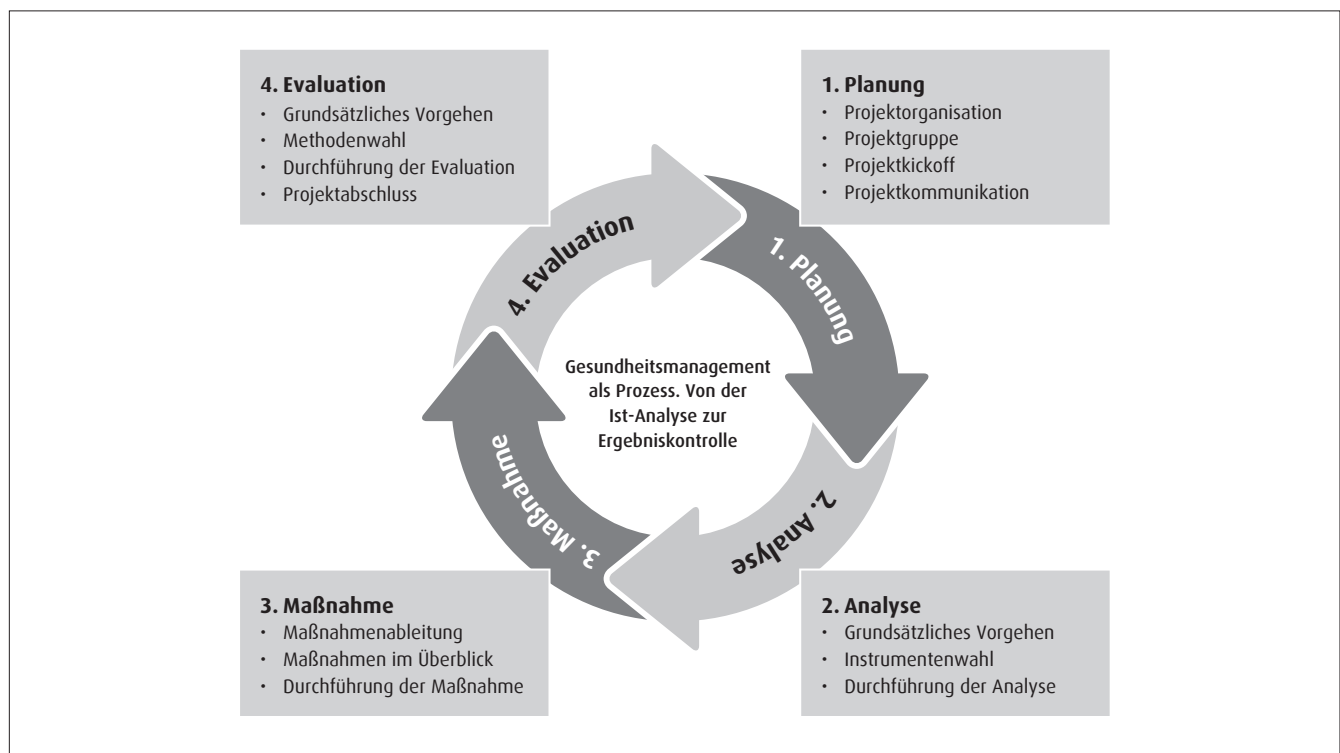 4. Evaluation
• Grundsätzliches Vorgehen
• Methodenwahl
• Durchführung der Evaluation
• Projektabschluss
1. Planung
• Projektorganisation
• Projektgruppe
• Projektkickoff
• Projektkommunikation
4. Evaluation
1. Planung
Gesundheitsmanagement
als Prozess. Von der
Ist-Analyse zur
Ergebniskontrolle
3. Maßnahme
2. Analyse
3. Maßnahme
• Maßnahmenableitung
• Maßnahmen im Überblick
• Durchführung der Maßnahme
2. Analyse
• Grundsätzliches Vorgehen
• Instrumentenwahl
• Durchführung der Analyse